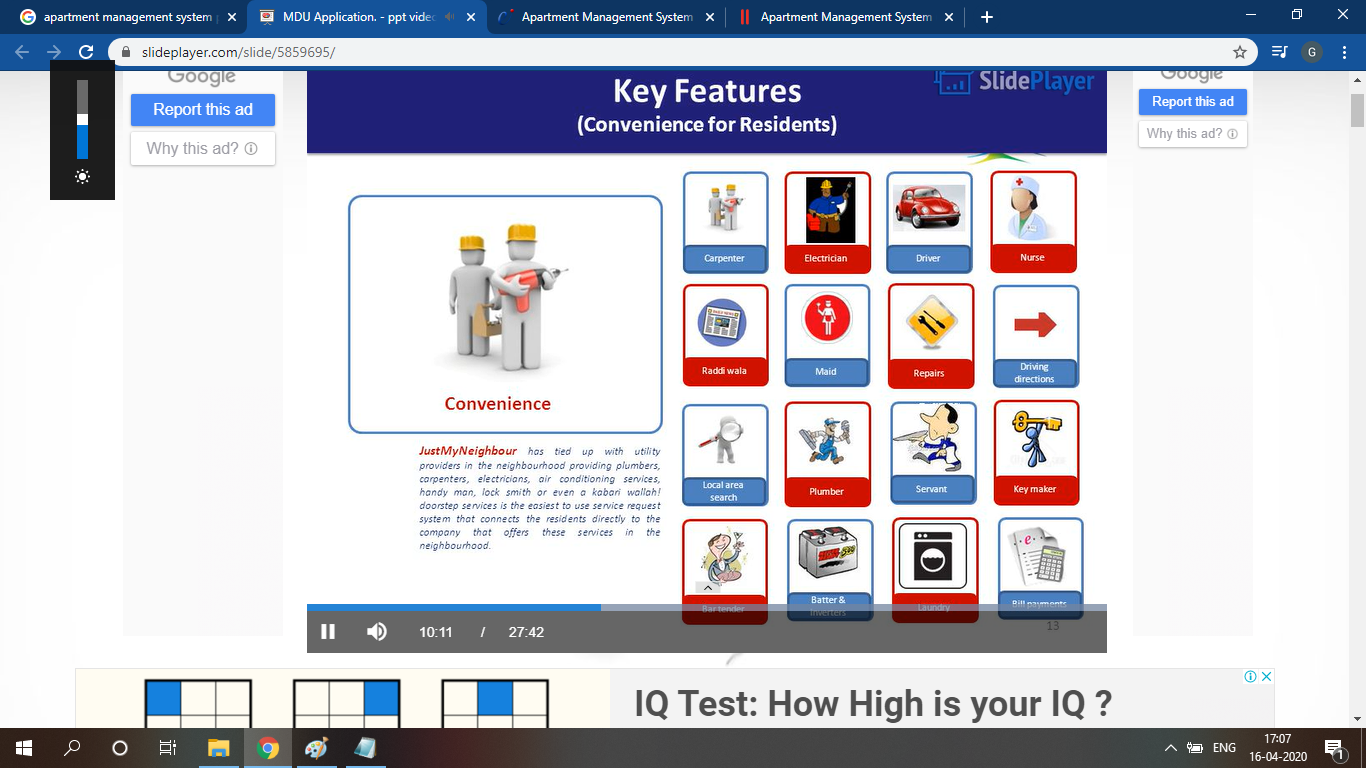 apartment management system
MDU Application. - ppt video
Apartment Management System
Apartment Management System
slideplayer.com/slide/5859695/
G
Google
Report this ad
Why this ad?
Key Features
(Convenience for Residents)
SlidePlayer
Google
Report this ad
Why this ad?
Carpenter
Electrician
Driver
Nurse
Raddi wala
Maid
Repairs
Driving
directions
Convenience
JustMyNeighbour has tied up with utility
providers in the neighbourhood providing plumbers,
carpenters, electricians, air conditioning services,
handy man, lock smith or even a kabari wallah!
doorstep services is the easiest to use service request
system that connects the residents directly to the
company that offers these services in the
neighbourhood.
Local area
search
Plumber
Servant
Key maker
Bar tender
Batter &
Inverters
Laundry
Bill payments
13
10:11 / 27:42
IQ Test: How High is your IQ ?
ENG
17:07
16-04-2020
1